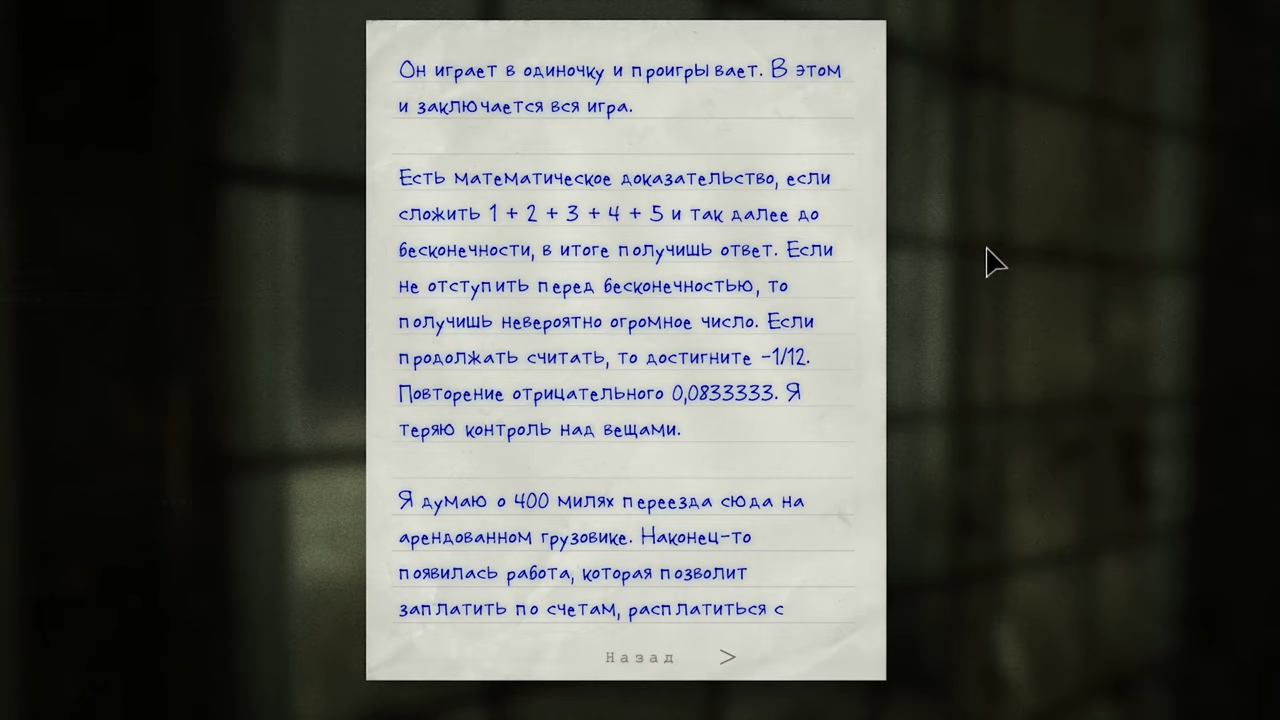 Он играет в одиночку и проигрывает. В этом
и заключается вся игра.
Есть математическое доказательство, если
сложить 1 + 2 + 3 + 4 + 5 и так далее до
бесконечности, в итоге получишь ответ. Если
не отступить перед бесконечностью, то
получишь невероятно огромное число. Если
продолжать считать, то достигните -1/12.
Повторение отрицательного 0,0833333. Я
теряю контроль над вещами.
Я думаю о 400 милях переезда сюда на
арендованном грузовике. Наконец-то
появилась работа, которая позволит
заплатить по счетам, расплатиться с
Назад >